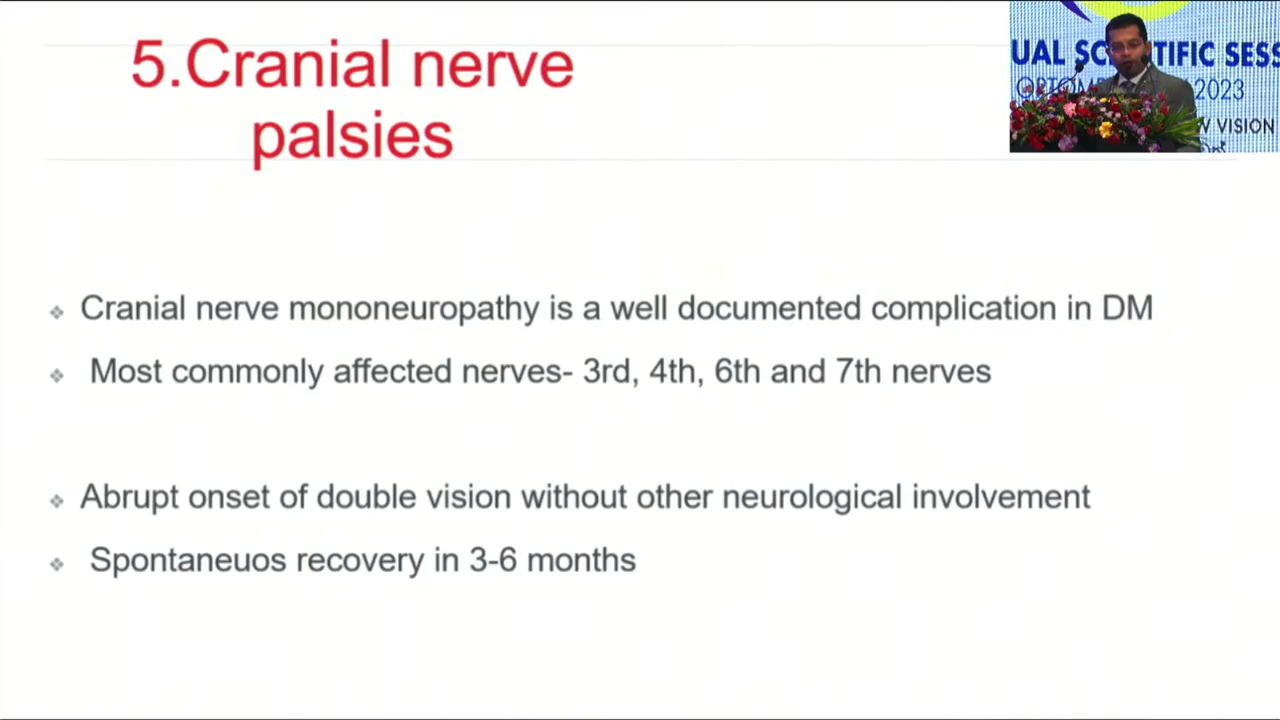 5.Cranial nerve
palsies
UAL SC TIFIC SESS
2023
VISION
Cranial nerve mononeuropathy is a well documented complication in DM
Most commonly affected nerves- 3rd, 4th, 6th and 7th nerves
Abrupt onset of double vision without other neurological involvement
Spontaneuos recovery in 3-6 months